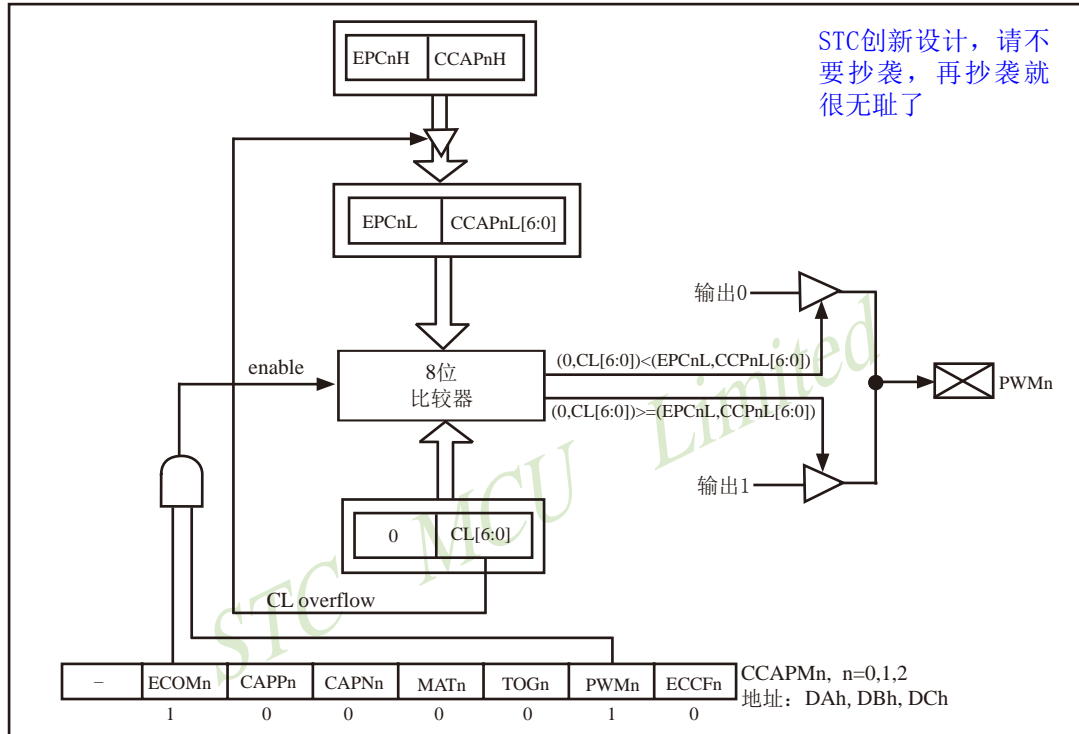 EPCnH CCAPnH
STC创新设计，请不
要抄袭，再抄袭就
很无耻了
EPCnL CCAPnL[6:0]
输出0
enable
8位
比较器
(0,CL[6:0])<(EPCnL,CCPnL[6:0])
(0,CL[6:0])>=(EPCnL,CCPnL[6:0])
PWMn
输出1
0 CL[6:0]
CL overflow
STC MCU Limited
– ECOMn CAPPn CAPNn MATn TOGn PWMn ECCFn
CCAPMn, n=0,1,2
地址：DAh, DBh, DCh
1 0 0 0 0 1 0